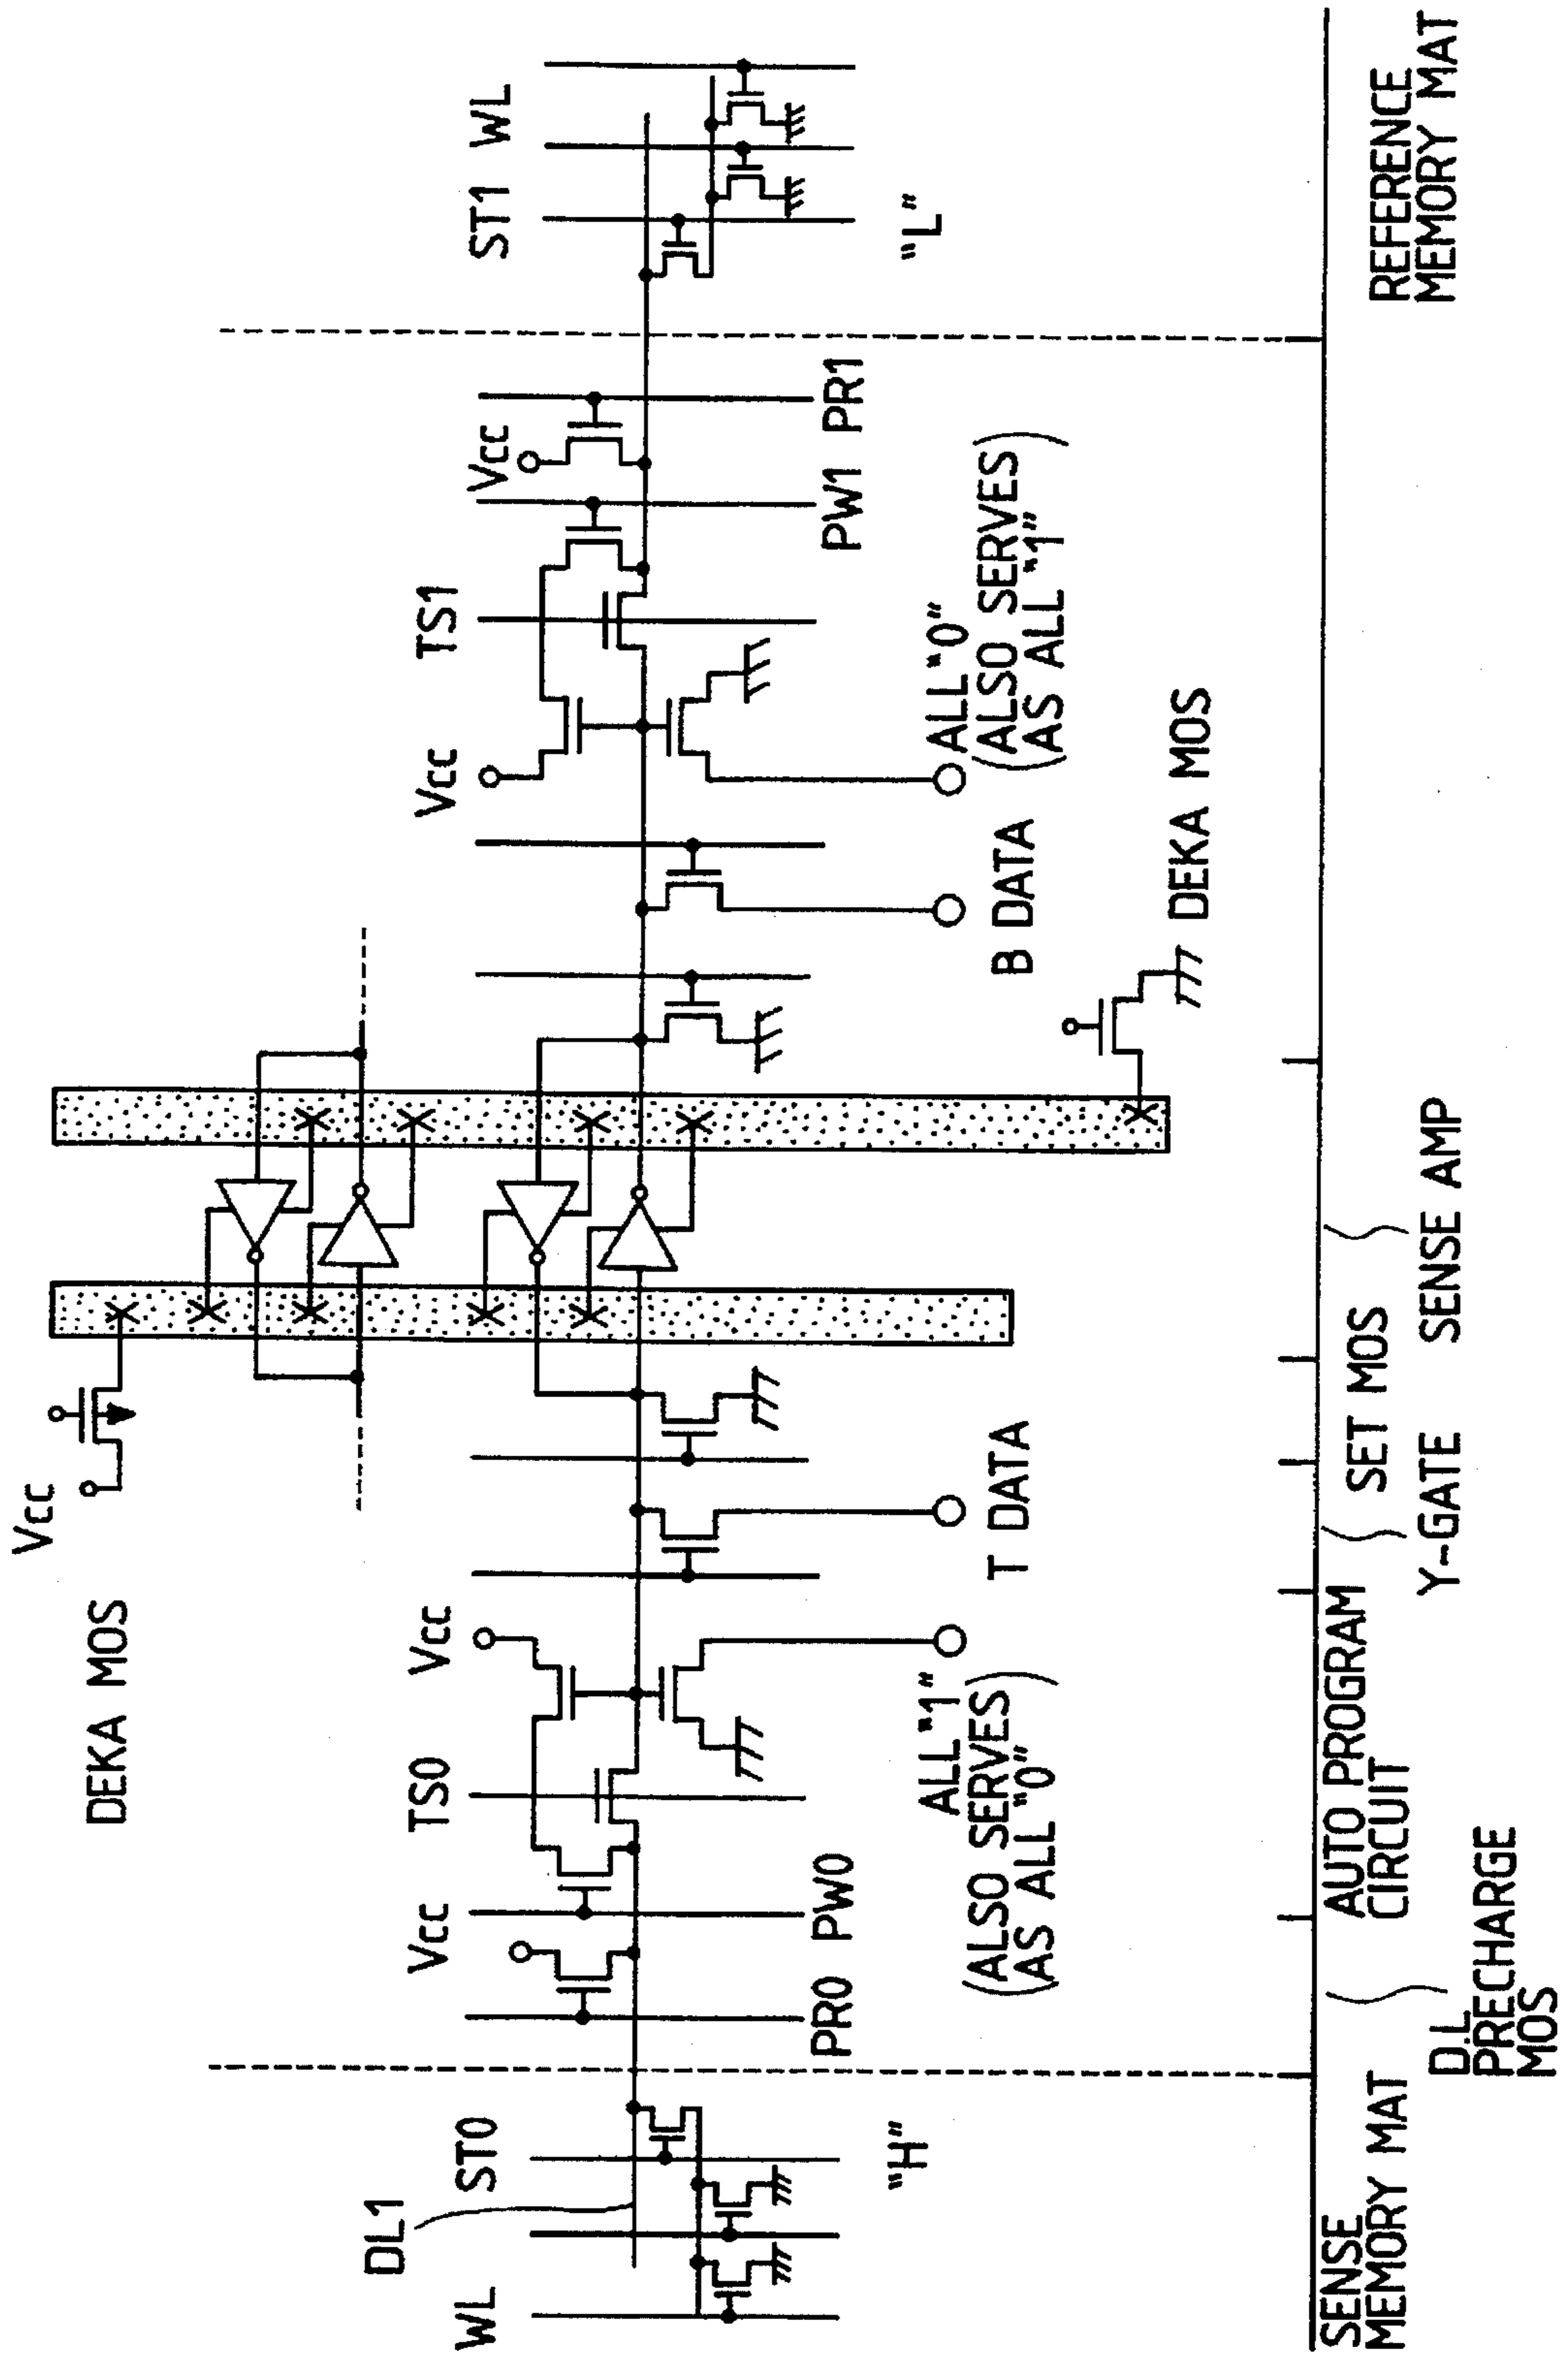 DEKA MOS
Vcc
WL
DL1
ST0
"H"
Vcc
TS0
Vcc
PR0 PW0
ALL "1"
(ALSO SERVES)
(AS ALL "0")
T DATA
B DATA
DEKA MOS
Vcc
TS1
Vcc
PW1 PR1
ALL "0"
(ALSO SERVES)
(AS ALL "1")
ST1 WL
"L"
SENSE
MEMORY MAT
D.L
PRECHARGE
MOS
AUTO PROGRAM
CIRCUIT
Y-GATE
SET MOS
SENSE AMP
REFERENCE
MEMORY MAT